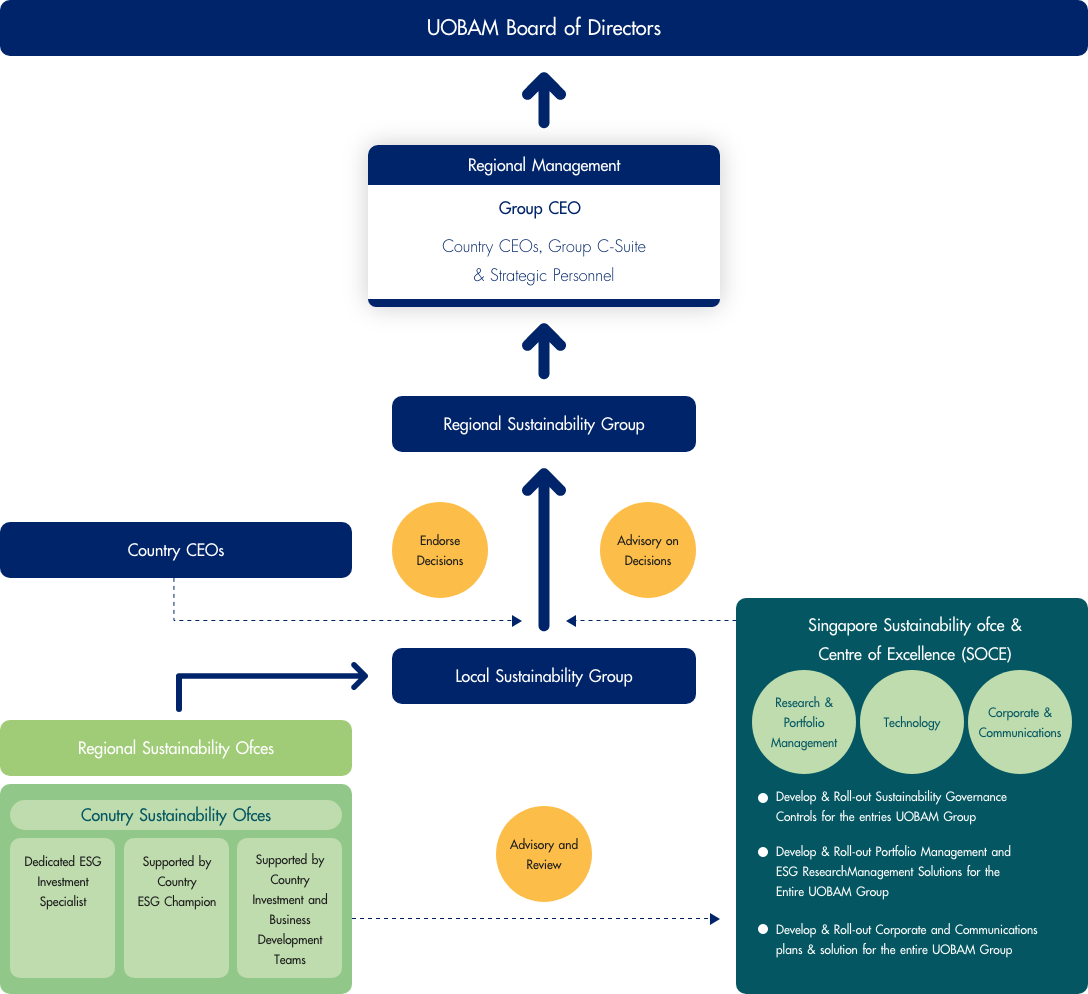 UOBAM Board of Directors
Regional Management
Group CEO
Country CEOs, Group C-Suite
& Strategic Personnel
Regional Sustainability Group
Endorse
Decisions
Advisory on
Decisions
Country CEOs
Local Sustainability Group
Singapore Sustainability ofce &
Centre of Excellence (SOCE)
Research &
Portfolio
Management
Technology
Corporate &
Communications
Develop & Roll-out Sustainability Governance
Controls for the entries UOBAM Group
Develop & Roll-out Portfolio Management and
ESG ResearchManagement Solutions for the
Entire UOBAM Group
Develop & Roll-out Corporate and Communications
plans & solution for the entire UOBAM Group
Regional Sustainability Ofces
Conutry Sustainability Ofces
Dedicated ESG
Investment
Specialist
Supported by
Country
ESG Champion
Supported by
Country
Investment and
Business
Development
Teams
Advisory and
Review